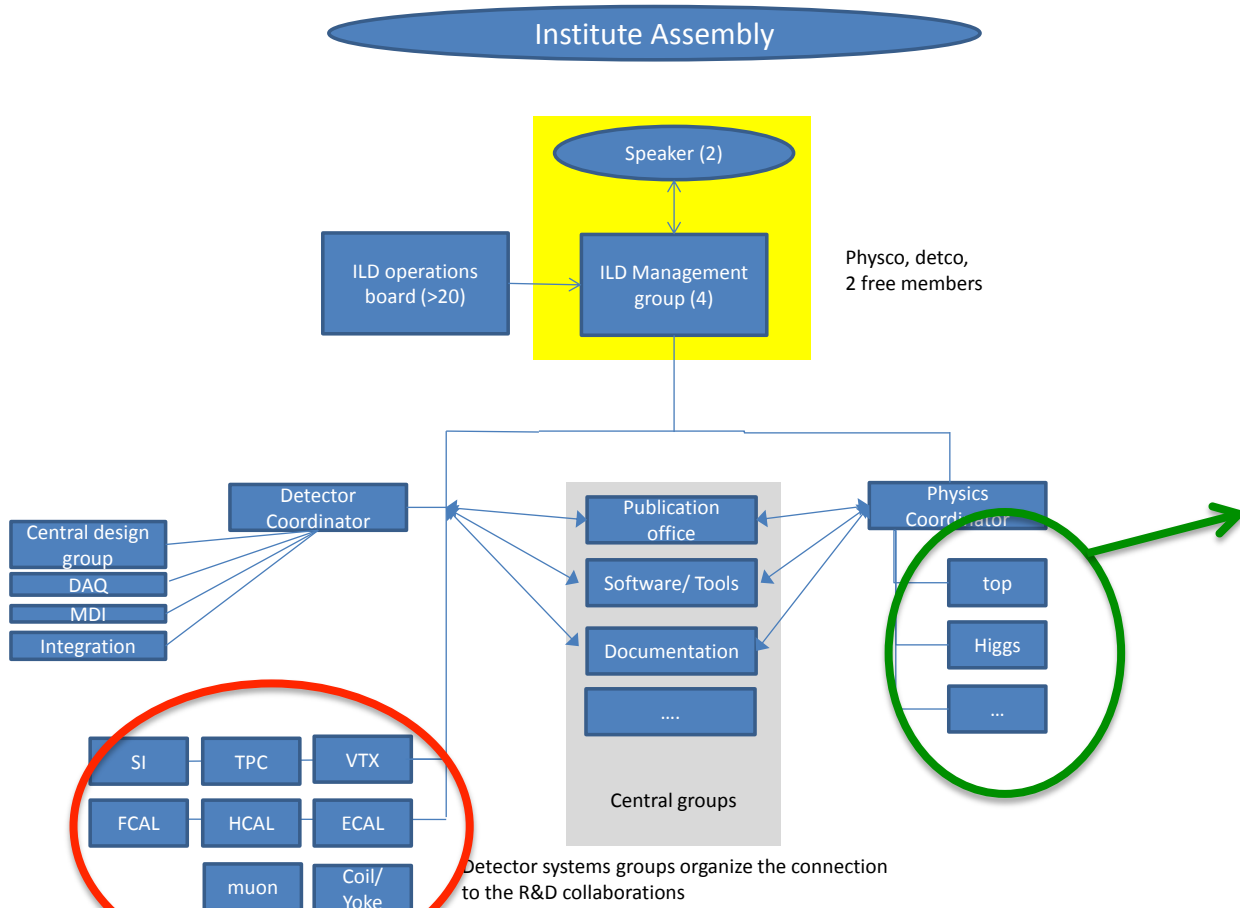 Institute Assembly
Speaker (2)
ILD operations
board (>20)
ILD Management
group (4)
Physco, detco,
2 free members
Detector
Coordinator
Central design
group
DAQ
MDI
Integration
Publication
office
Software/ Tools
Documentation
....
Central groups
Physics
Coordinator
top
Higgs
...
SI
TPC
VTX
FCAL
HCAL
ECAL
muon
Coil/
Yoke
Detector systems groups organize the connection
to the R&D collaborations